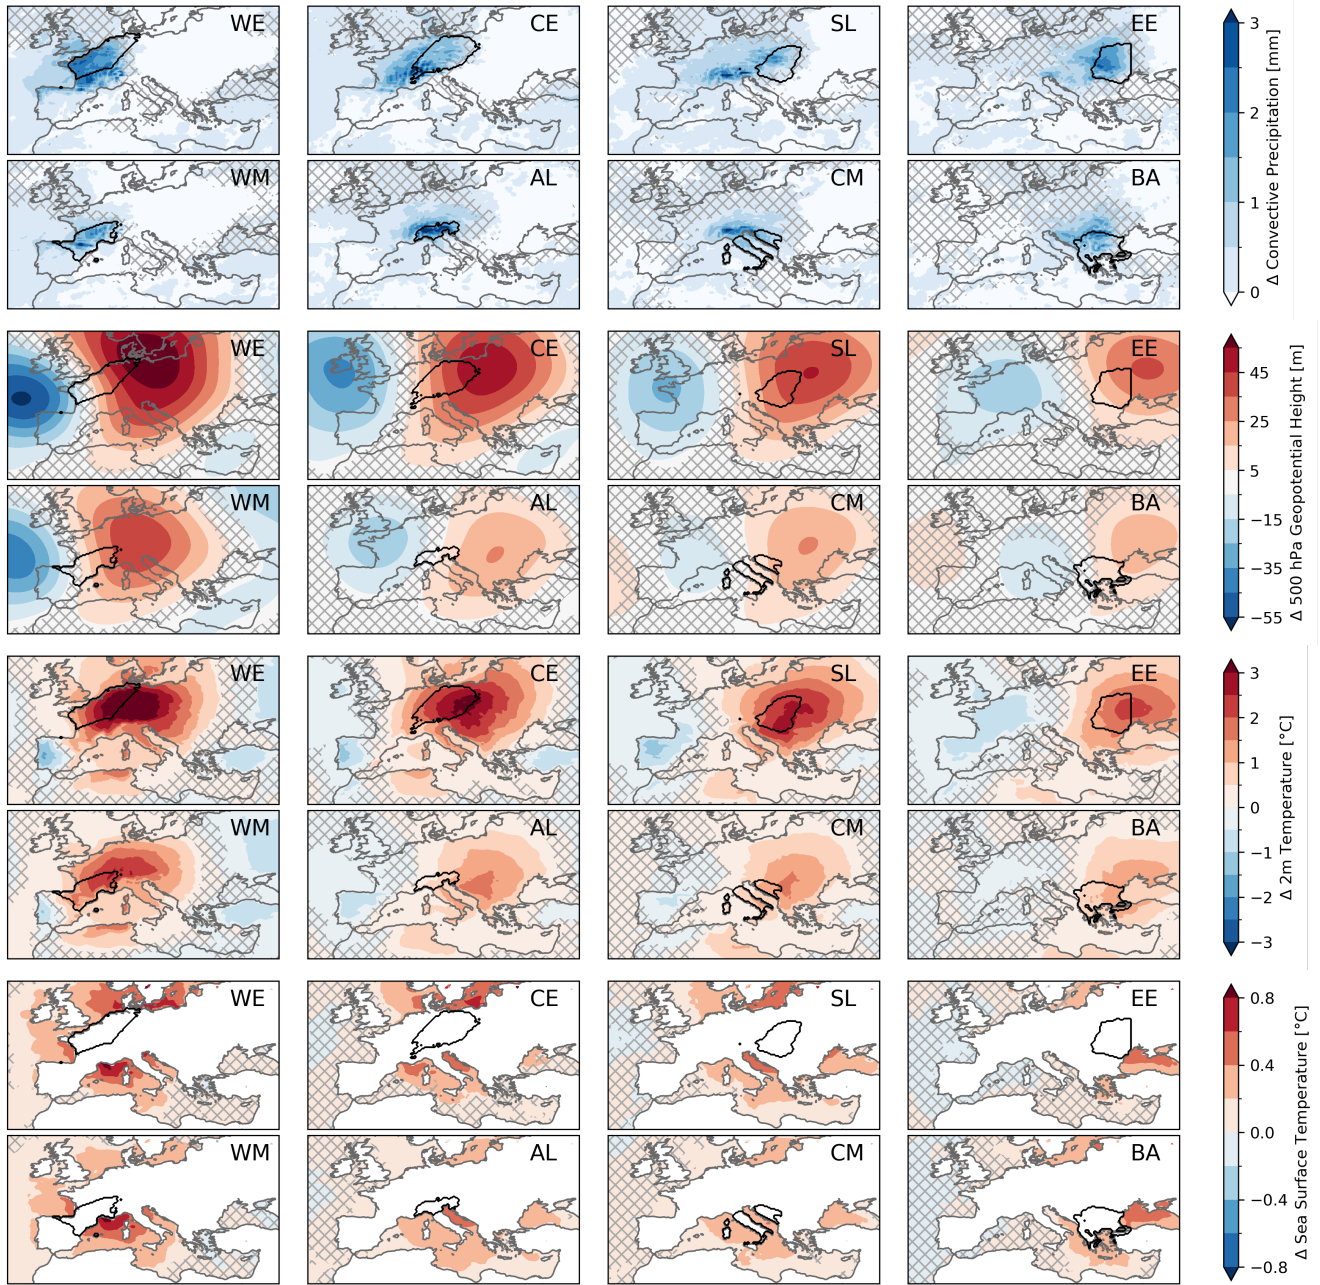 WE CE SL EE
WM AL CM BA
3
2
1
0
Δ Convective Precipitation [mm]
WE CE SL EE
WM AL CM BA
45
25
5
−15
−35
−55
Δ 500 hPa Geopotential Height [m]
WE CE SL EE
WM AL CM BA
3
2
1
0
−1
−2
−3
Δ 2m Temperature [°C]
WE CE SL EE
WM AL CM BA
0.8
0.4
0.0
−0.4
−0.8
Δ Sea Surface Temperature [°C]